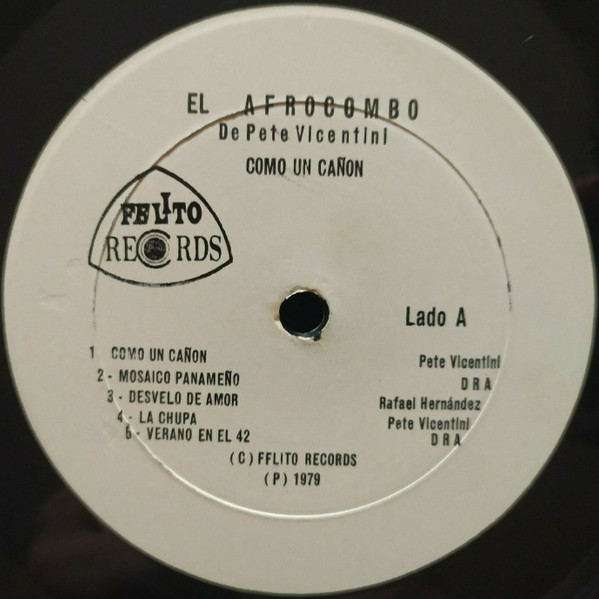 EL AFROCOMBO
De Pete Vicentini
COMO UN CAÑON
FELITO
RECORDS
Lado A
1 COMO UN CAÑON Pete Vicentini
2 - MOSAICO PANAMEÑO D R A
3 - DESVELO DE AMOR Rafael Hernández
4 - LA CHUPA Pete Vicentini
5 - VERANO EN EL 42 D R A
(C) FFLITO RECORDS
(P) 1979